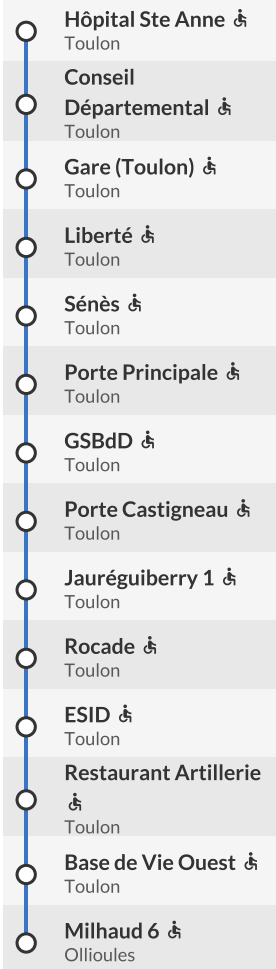 Hôpital Ste Anne
Toulon
Conseil
Départemental
Toulon
Gare (Toulon)
Toulon
Liberté
Toulon
Sénès
Toulon
Porte Principale
Toulon
GSBdD
Toulon
Porte Castigneau
Toulon
Jauréguiberry 1
Toulon
Rocade
Toulon
ESID
Toulon
Restaurant Artillerie
Toulon
Base de Vie Ouest
Toulon
Milhaud 6
Ollioules